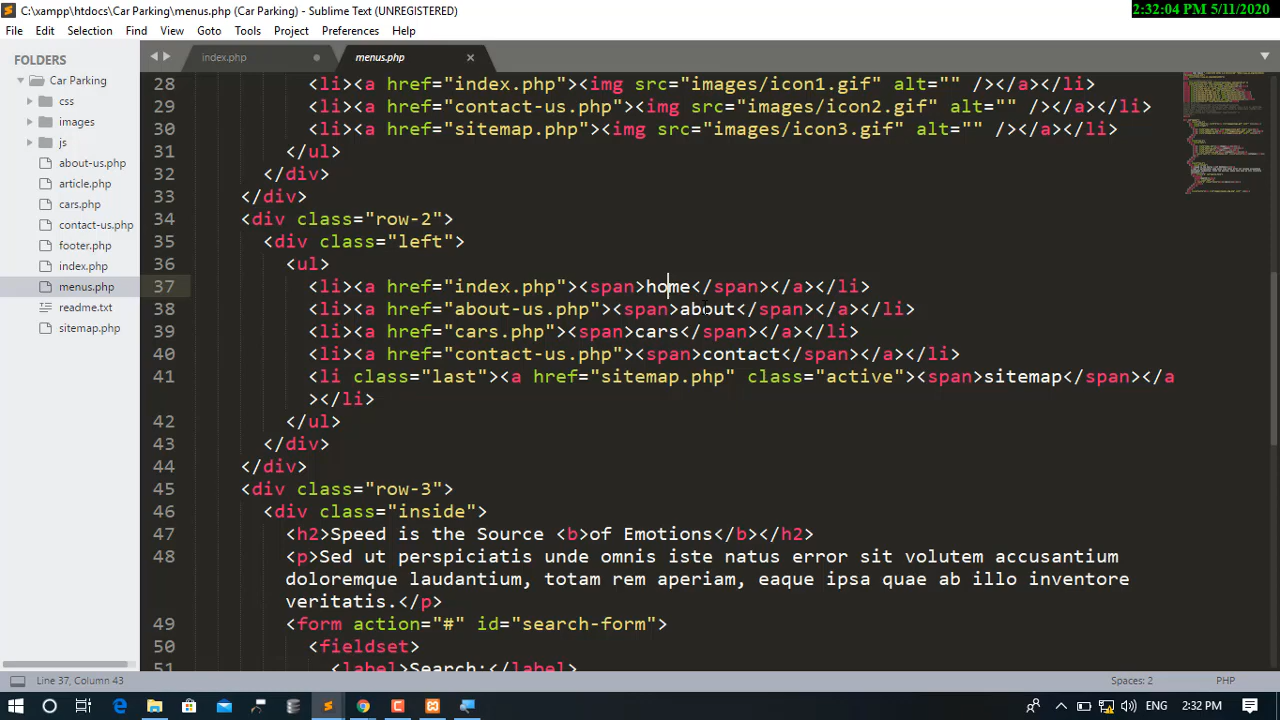 C:\xampp\htdocs\Car Parking\menus.php (Car Parking) - Sublime Text (UNREGISTERED)
2:32:04 PM 5/11/2020
File Edit Selection Find View Goto Tools Project Preferences Help
FOLDERS
Car Parking
css
images
js
about-us.php
article.php
cars.php
contact-us.php
footer.php
index.php
menus.php
readme.txt
sitemap.php
index.php
menus.php
28 <li><a href="index.php"><img src="images/icon1.gif" alt="" /></a></li>
29 <li><a href="contact-us.php"><img src="images/icon2.gif" alt="" /></a></li>
30 <li><a href="sitemap.php"><img src="images/icon3.gif" alt="" /></a></li>
31 </ul>
32 </div>
33 </div>
34 <div class="row-2">
35 <div class="left">
36 <ul>
37 <li><a href="index.php"><span>home</span></a></li>
38 <li><a href="about-us.php"><span>about</span></a></li>
39 <li><a href="cars.php"><span>cars</span></a></li>
40 <li><a href="contact-us.php"><span>contact</span></a></li>
41 <li class="last"><a href="sitemap.php" class="active"><span>sitemap</span></a
></li>
42 </ul>
43 </div>
44 </div>
45 <div class="row-3">
46 <div class="inside">
47 <h2>Speed is the Source <b>of Emotions</b></h2>
48 <p>Sed ut perspiciatis unde omnis iste natus error sit volutem accusantium
doloremque laudantium, totam rem aperiam, eaque ipsa quae ab illo inventore
veritatis.</p>
49 <form action="#" id="search-form">
50 <fieldset>
51 <label>Search:</label>
Line 37, Column 43
Spaces: 2
PHP
2:32 PM